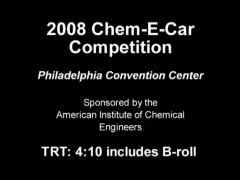 2008 Chem-E-Car
Competition
Philadelphia Convention Center
Sponsored by the
American Institute of Chemical
Engineers
TRT: 4:10 includes B-roll